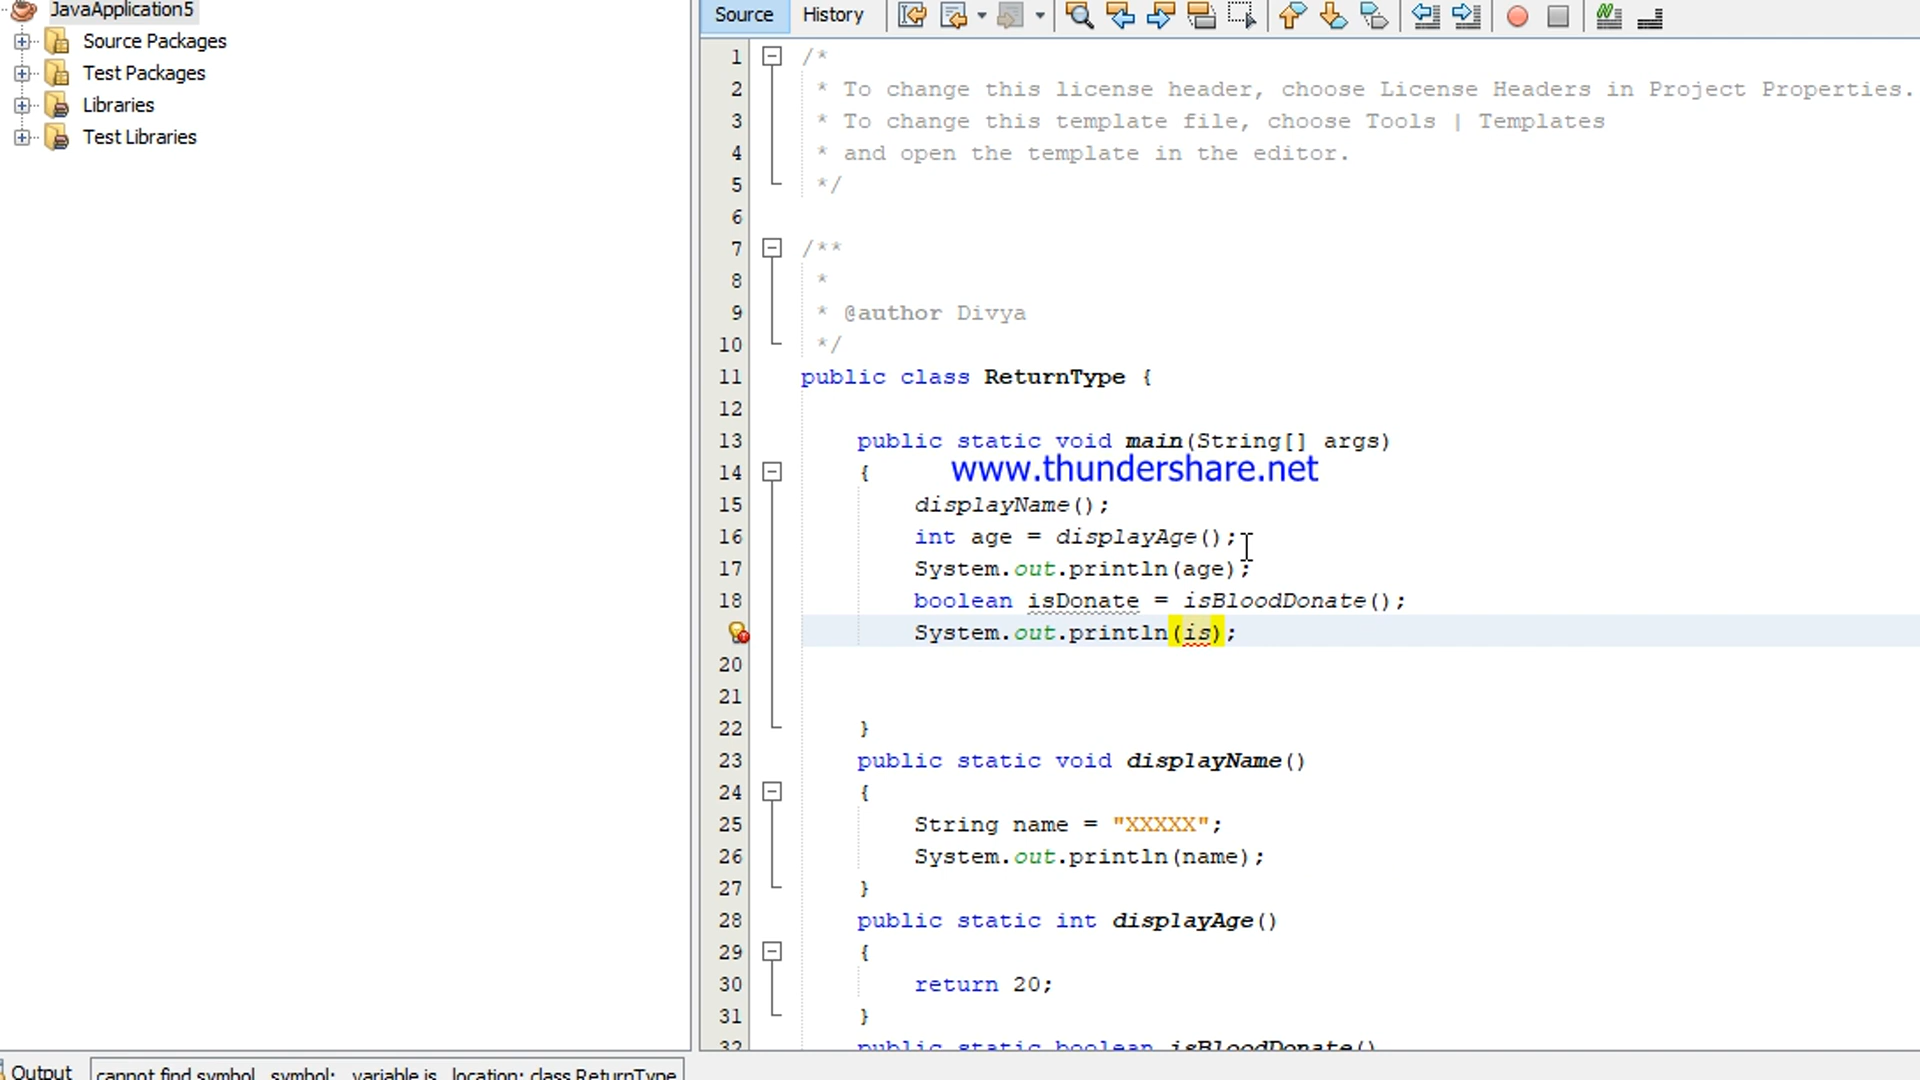 JavaApplication5
Source Packages
Test Packages
Libraries
Test Libraries
Source History
1 /*
2 * To change this license header, choose License Headers in Project Properties.
3 * To change this template file, choose Tools | Templates
4 * and open the template in the editor.
5 */
6
7 /**
8 *
9 * @author Divya
10 */
11 public class ReturnType {
12
13 public static void main(String[] args)
www.thundershare.net
14 {
15 displayName();
16 int age = displayAge();
17 System.out.println(age);
18 boolean isDonate = isBloodDonate();
System.out.println(is);
20
21
22 }
23 public static void displayName()
24 {
25 String name = "XXXXX";
26 System.out.println(name);
27 }
28 public static int displayAge()
29 {
30 return 20;
31 }
32 public static boolean isBloodDonate()
Output cannot find symbol symbol: variable is location: class ReturnType